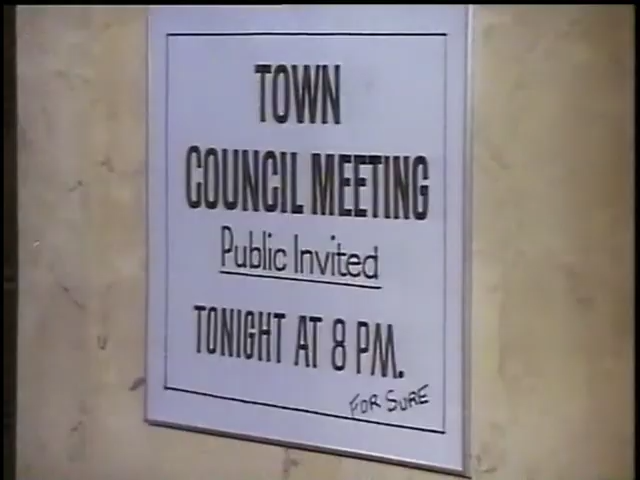 TOWN
COUNCIL MEETING
Public Invited
TONIGHT AT 8 PM.
FOR SURE